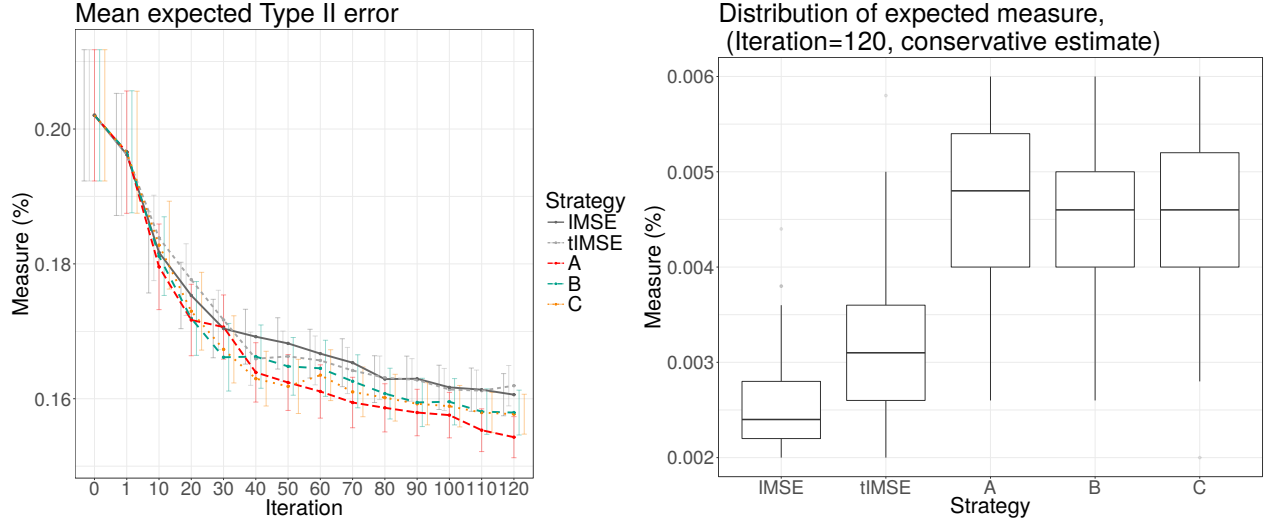 Mean expected Type II error
Measure (%)
0.20
0.18
0.16
0 1 10 20 30 40 50 60 70 80 90 100 110 120
Iteration
Strategy
IMSE
tIMSE
A
B
C
Distribution of expected measure,
(Iteration=120, conservative estimate)
Measure (%)
0.006
0.005
0.004
0.003
0.002
IMSE tIMSE A B C
Strategy